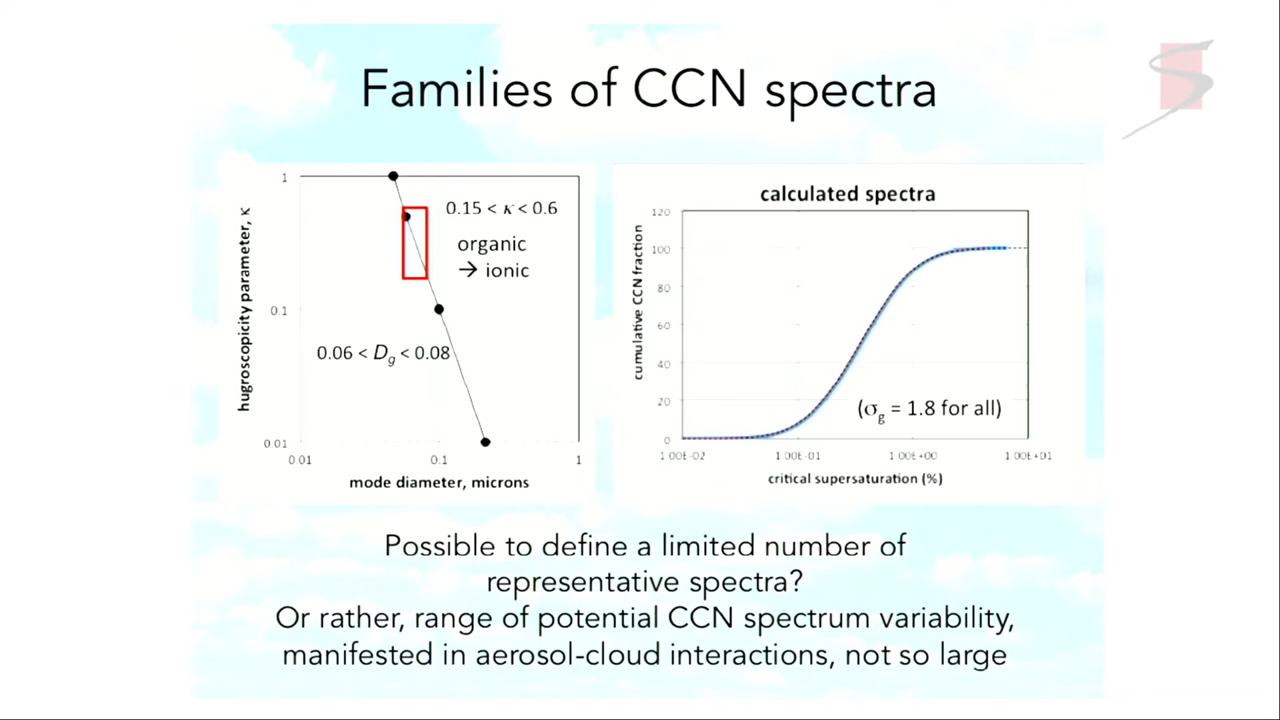 Families of CCN spectra
hugroscopicity parameter, κ
1
0.1
0.01
0.01
0.1
1
mode diameter, microns
0.15 < κ < 0.6
organic
→ ionic
0.06 < Dg < 0.08
calculated spectra
cumulative CCN fraction
120
100
80
60
40
20
0
1.00E-02
1.00E-01
1.00E+00
1.00E+01
critical supersaturation (%)
(σg = 1.8 for all)
Possible to define a limited number of
representative spectra?
Or rather, range of potential CCN spectrum variability,
manifested in aerosol-cloud interactions, not so large